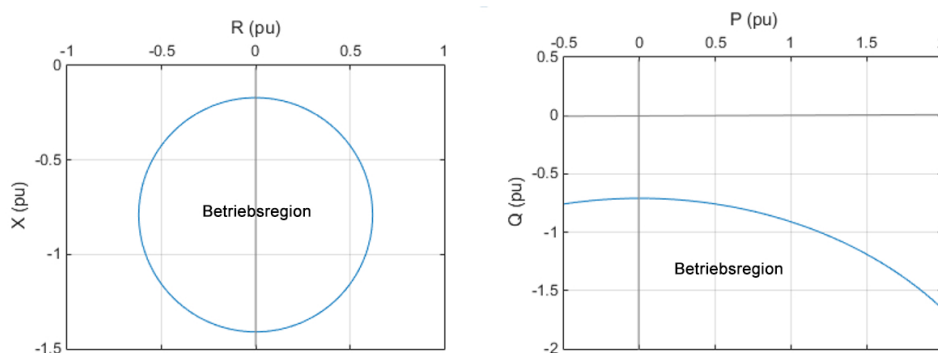 R (pu)
-1 -0.5 0 0.5 1
0
-0.5
-1
-1.5
X (pu)
Betriebsregion
P (pu)
-0.5 0 0.5 1 1.5
0.5
0
-0.5
-1
-1.5
-2
Q (pu)
Betriebsregion